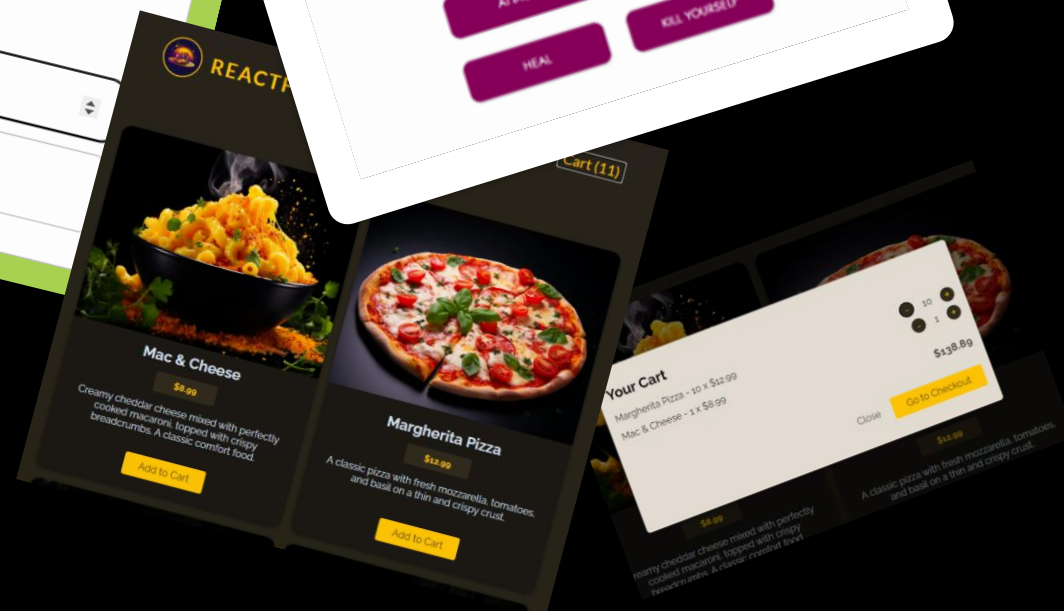 HEAL
KILL YOURSELF
REACTF
Cart (11)
Mac & Cheese
$8.99
Creamy cheddar cheese mixed with perfectly
cooked macaroni, topped with crispy
breadcrumbs. A classic comfort food.
Add to Cart
Margherita Pizza
$12.99
A classic pizza with fresh mozzarella, tomatoes,
and basil on a thin and crispy crust.
Add to Cart
Your Cart
Margherita Pizza - 10 x $12.99
- 10 +
Mac & Cheese - 1 x $8.99
- 1 +
$138.89
Close
Go to Checkout
$8.99
reamy cheddar cheese mixed with perfectly
cooked macaroni, topped with crispy
breadcrumbs. A classic comfort food.
$12.99
A classic pizza with fresh mozzarella, tomatoes,
and basil on a thin and crispy crust.